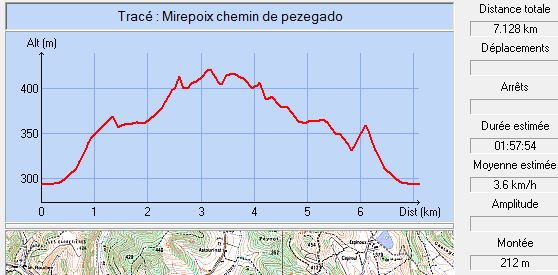 Tracé : Mirepoix chemin de pezegado
Alt (m)
400
350
300
0 1 2 3 4 5 6 Dist (km)
Distance totale
7.128 km
Déplacements
Arrêts
Durée estimée
01:57:54
Moyenne estimée
3.6 km/h
Amplitude
Montée
212 m